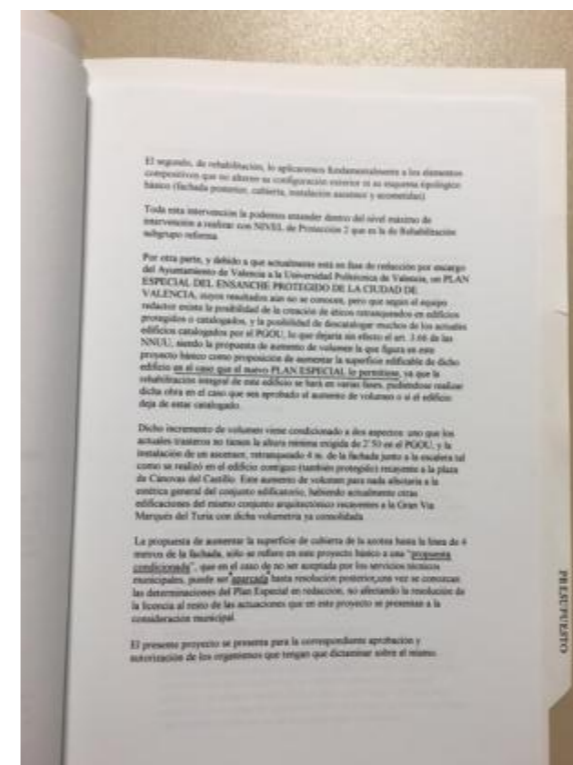 El segundo, de rehabilitación, lo aplicaremos fundamentalmente a los elementos
compositivos que no alteren su configuración exterior ni su esquema tipológico
básico (fachada posterior, cubierta, instalación ascensor y acometidas)
Toda esta intervención la podemos entender dentro del nivel máximo de
intervención a realizar con NIVEL de Protección 2 que es la de Rehabilitación
subgrupo reforma.
Por otra parte, y debido a que actualmente está en fase de redacción por encargo
del Ayuntamiento de Valencia a la Universidad Politécnica de Valencia, un PLAN
ESPECIAL DEL ENSANCHE PROTEGIDO DE LA CIUDAD DE
VALENCIA, cuyos resultados aún no se conocen, pero que según el equipo
redactor existe la posibilidad de la creación de áticos retranqueados en edificios
protegidos o catalogados, y la posibilidad de descatalogar muchos de los actuales
edificios catalogados por el PGOU, lo que dejaría sin efecto el art. 3.66 de las
NNUU, siendo la propuesta de aumento de volumen la que figura en este
proyecto básico como proposición de aumentar la superficie edificable de dicho
edificio en el caso que el nuevo PLAN ESPECIAL lo permitiese, ya que la
rehabilitación integral de este edificio se hará en varias fases, pudiéndose realizar
dicha obra en el caso que sea aprobado el aumento de volumen o si el edificio
deja de estar catalogado.
Dicho incremento de volumen viene condicionado a dos aspectos: uno que los
actuales trasteros no tienen la altura mínima exigida de 2'50 en el PGOU, y la
instalación de un ascensor, retranqueado 4 m. de la fachada junto a la escalera tal
como se realizó en el edificio contiguo (también protegido) recayente a la plaza
de Cánovas del Castillo. Este aumento de volumen para nada afectaría a la
estética general del conjunto edificatorio, habiendo actualmente otras
edificaciones del mismo conjunto arquitectónico recayentes a la Gran Vía
Marqués del Turia con dicha volumetría ya consolidada.
La propuesta de aumentar la superficie de cubierta de la azotea hasta la línea de 4
metros de la fachada, sólo se refiere en este proyecto básico a una "propuesta
condicionada", que en el caso de no ser aceptada por los servicios técnicos
municipales, puede ser aparcada hasta resolución posterior, una vez se conozcan
las determinaciones del Plan Especial en redacción, no afectando la resolución de
la licencia al resto de las actuaciones que en este proyecto se presentan a la
consideración municipal.
El presente proyecto se presenta para la correspondiente aprobación y
autorización de los organismos que tengan que dictaminar sobre el mismo.
PRESUPUESTO